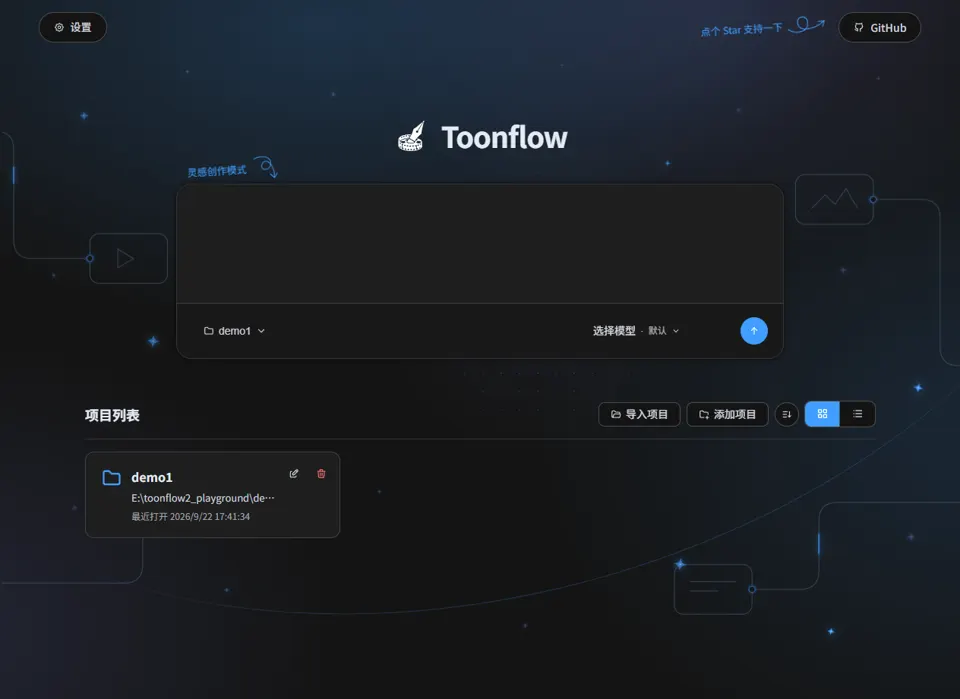 设置
点个 Star 支持一下
GitHub
Toonflow
灵感创作模式
demo1
选择模型 · 默认
项目列表
导入项目
添加项目
demo1
E:\toonflow2_playground\de···
最近打开 2026/9/22 17:41:34